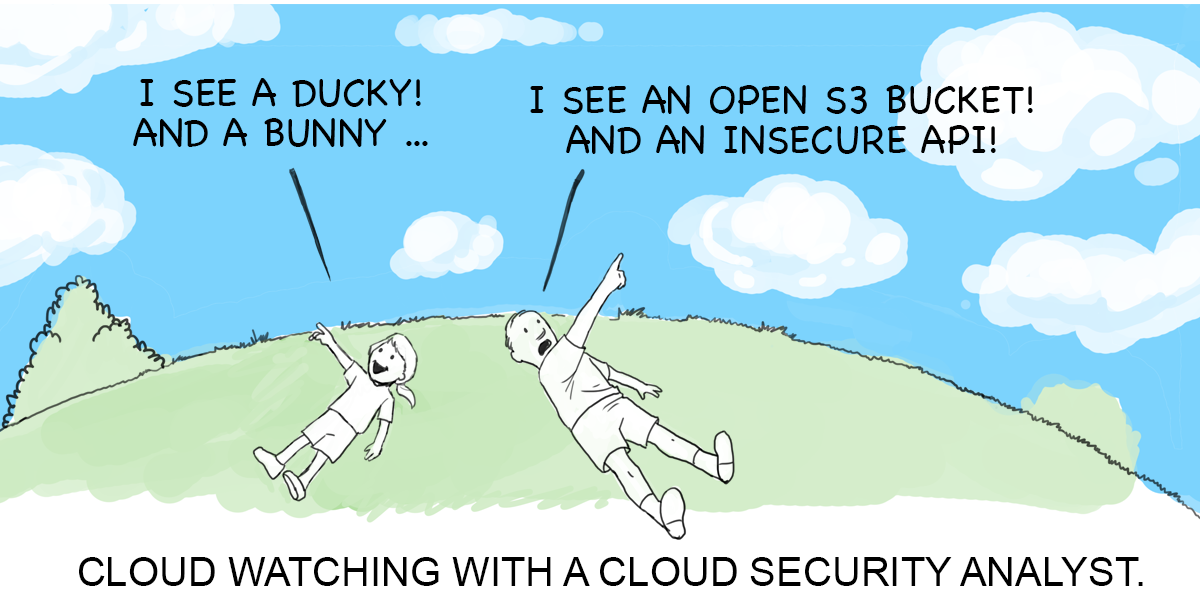 I SEE A DUCKY!
AND A BUNNY ...
I SEE AN OPEN S3 BUCKET!
AND AN INSECURE API!
CLOUD WATCHING WITH A CLOUD SECURITY ANALYST.